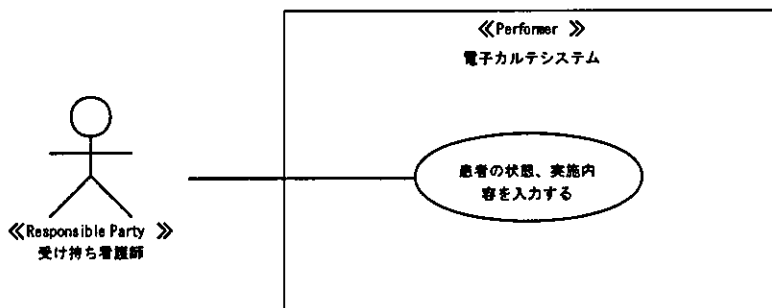 ≪Performer ≫
電子カルテシステム
患者の状態、実施内
容を入力する
≪Responsible Party ≫
受け持ち看護師